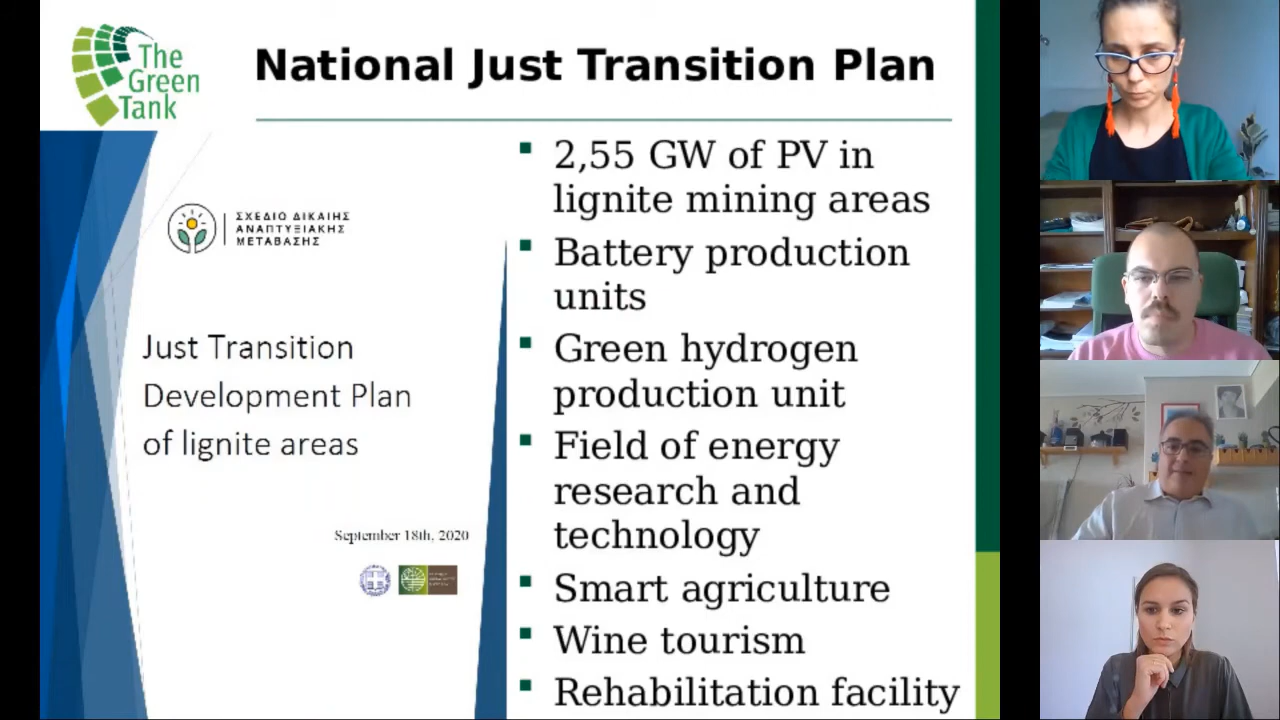 The
Green
Tank
National Just Transition Plan
ΣΧΕΔΙΟ ΔΙΚΑΙΗΣ
ΑΝΑΠΤΥΞΙΑΚΗΣ
ΜΕΤΑΒΑΣΗΣ
Just Transition
Development Plan
of lignite areas
September 18th, 2020
2,55 GW of PV in
lignite mining areas
Battery production
units
Green hydrogen
production unit
Field of energy
research and
technology
Smart agriculture
Wine tourism
Rehabilitation facility